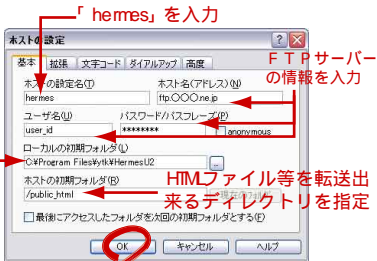 「hermes」を入力
ホストの設定
基本 拡張 文字コード ダイアルアップ 高度
FTPサーバー
の情報を入力
ホストの設定名(T) ホスト名(アドレス)(N)
hermes ftp.○○○.ne.jp
ユーザ名(U) パスワード/パスフレーズ(P)
user_id ******** anonymous
ローカルの初期フォルダ(L)
C:¥Program Files¥ytk¥HermesU2 ...
ホストの初期フォルダ(R)
/public_html
HTMLファイル等を転送出
来るディレクトリを指定
最後にアクセスしたフォルダを次回の初期フォルダとする(F)
OK キャンセル ヘルプ